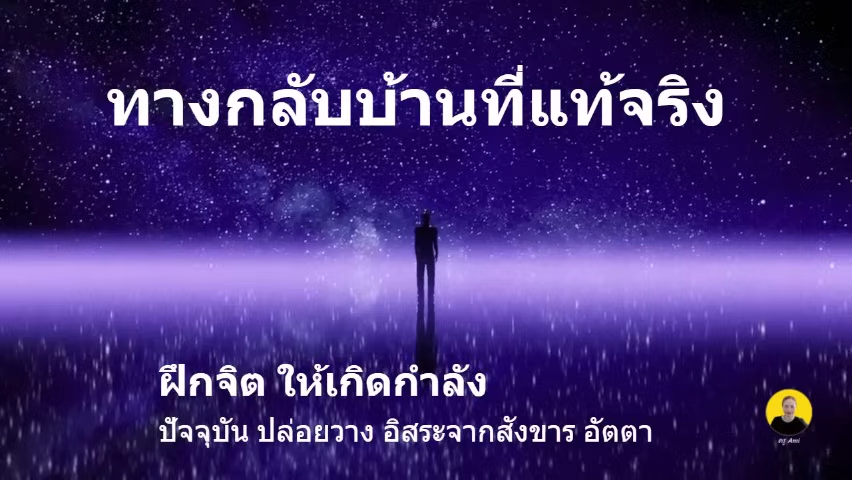 ทางกลับบ้านที่แท้จริง
ฝึกจิต ให้เกิดกำลัง
ปัจจุบัน ปล่อยวาง อิสระจากสังขาร อัตตา